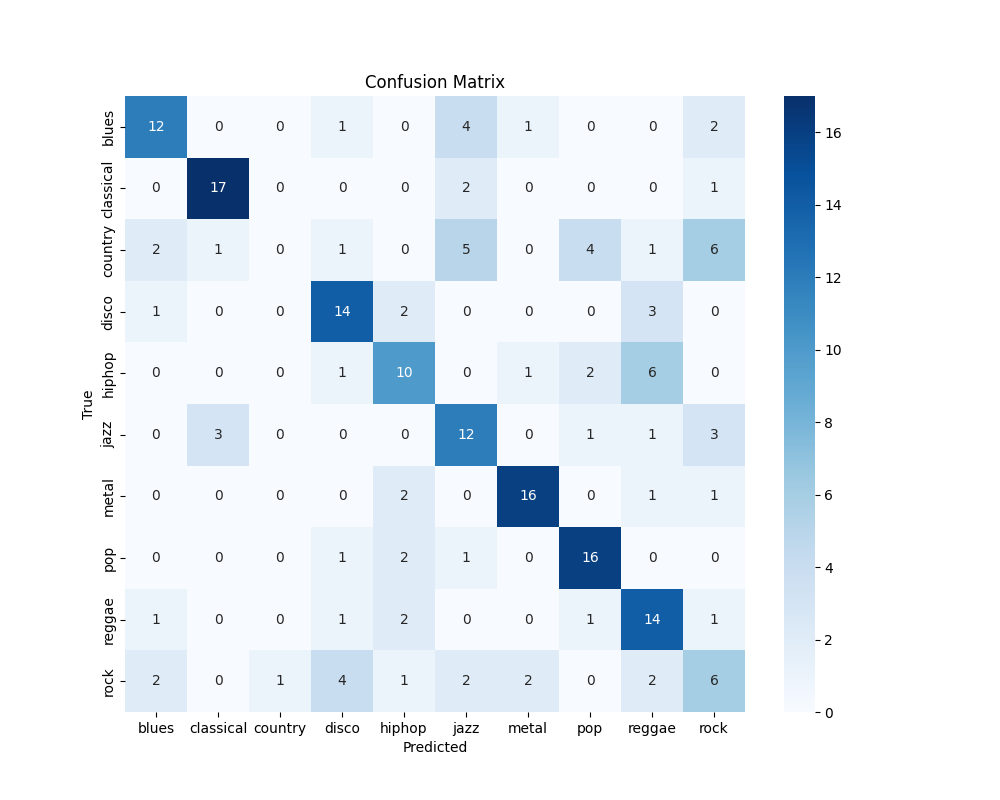 Confusion Matrix
blues 12 0 0 1 0 4 1 0 0 2
classical 0 17 0 0 0 2 0 0 0 1
country 2 1 0 1 0 5 0 4 1 6
disco 1 0 0 14 2 0 0 0 3 0
hiphop 0 0 0 1 10 0 1 2 6 0
jazz 0 3 0 0 0 12 0 1 1 3
metal 0 0 0 0 2 0 16 0 1 1
pop 0 0 0 1 2 1 0 16 0 0
reggae 1 0 0 1 2 0 0 1 14 1
rock 2 0 1 4 1 2 2 0 2 6
blues classical country disco hiphop jazz metal pop reggae rock
Predicted
True
16
14
12
10
8
6
4
2
0